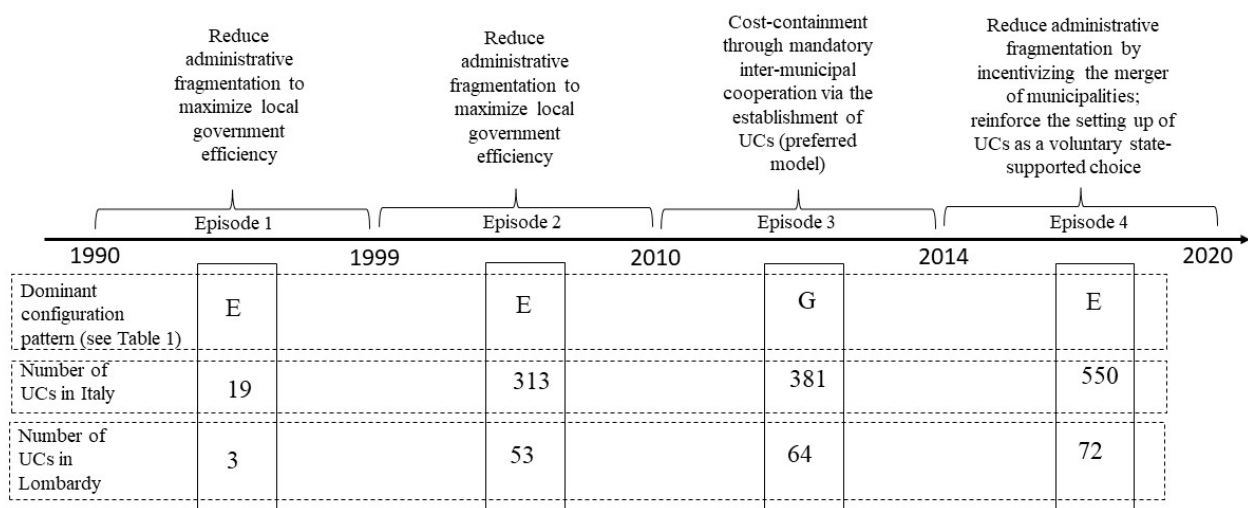 Reduce
administrative
fragmentation to
maximize local
government
efficiency
Reduce
administrative
fragmentation to
maximize local
government
efficiency
Cost-containment
through mandatory
inter-municipal
cooperation via the
establishment of
UCs (preferred
model)
Reduce administrative
fragmentation by
incentivizing the merger
of municipalities;
reinforce the setting up of
UCs as a voluntary state-
supported choice
Episode 1
Episode 2
Episode 3
Episode 4
1990
1999
2010
2014
2020
Dominant
configuration
pattern (see Table 1)
E
E
G
E
Number of
UCs in Italy
19
313
381
550
Number of
UCs in
Lombardy
3
53
64
72